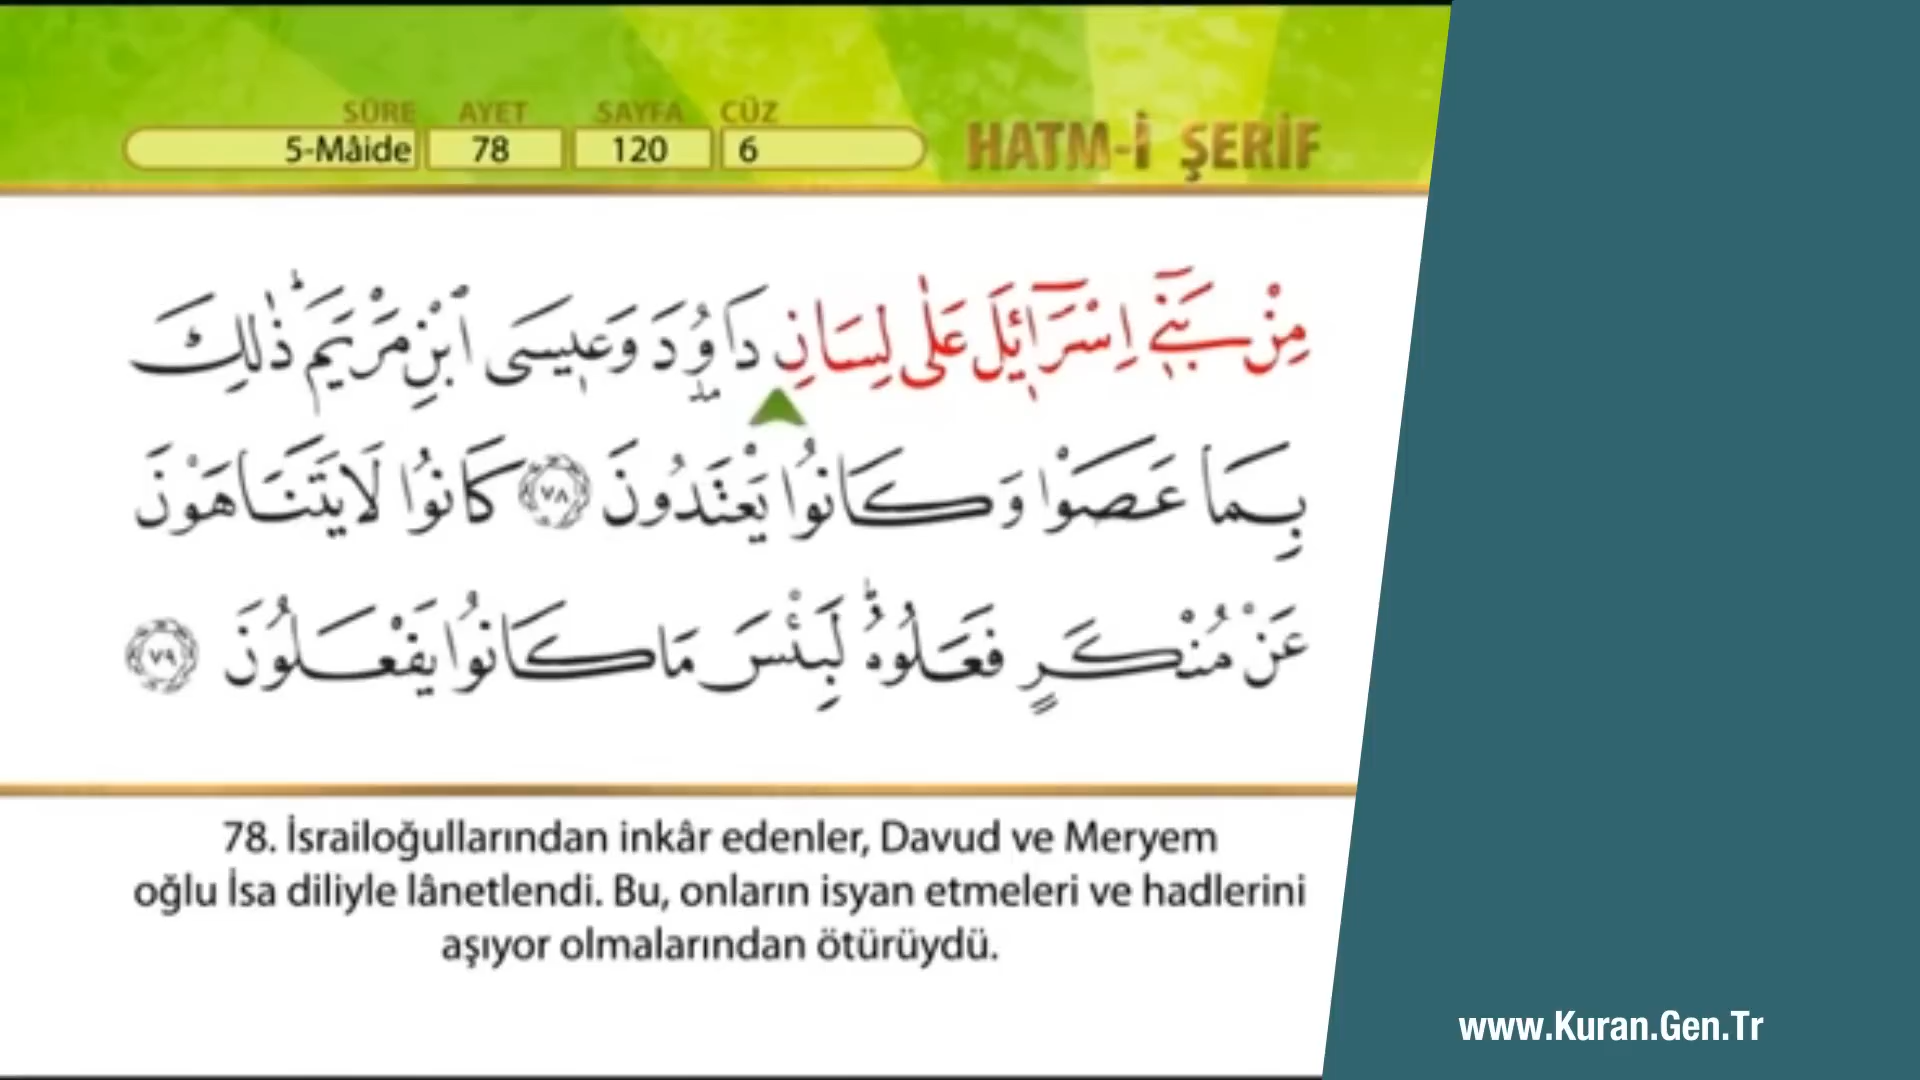 SÛRE AYET SAYFA CÜZ
5-Mâide 78 120 6
HATM-İ ŞERİF
مِنْ بَنٖٓي اِسْرَٓائٖلَ عَلٰى لِسَانِ دَاوُ۫دَ وَعٖيسَى ابْنِ مَرْيَمَؕ ذٰلِكَ
بِمَا عَصَوْا وَكَانُوا يَعْتَدُونَ ﴿٧٨﴾ كَانُوا لَا يَتَنَاهَوْنَ
عَنْ مُنْكَرٍ فَعَلُوهُؕ لَبِئْسَ مَا كَانُوا يَفْعَلُونَ ﴿٧٩﴾
78. İsrailoğullarından inkâr edenler, Davud ve Meryem
oğlu İsa diliyle lânetlendi. Bu, onların isyan etmeleri ve hadlerini
aşıyor olmalarından ötürüydü.
www.Kuran.Gen.Tr